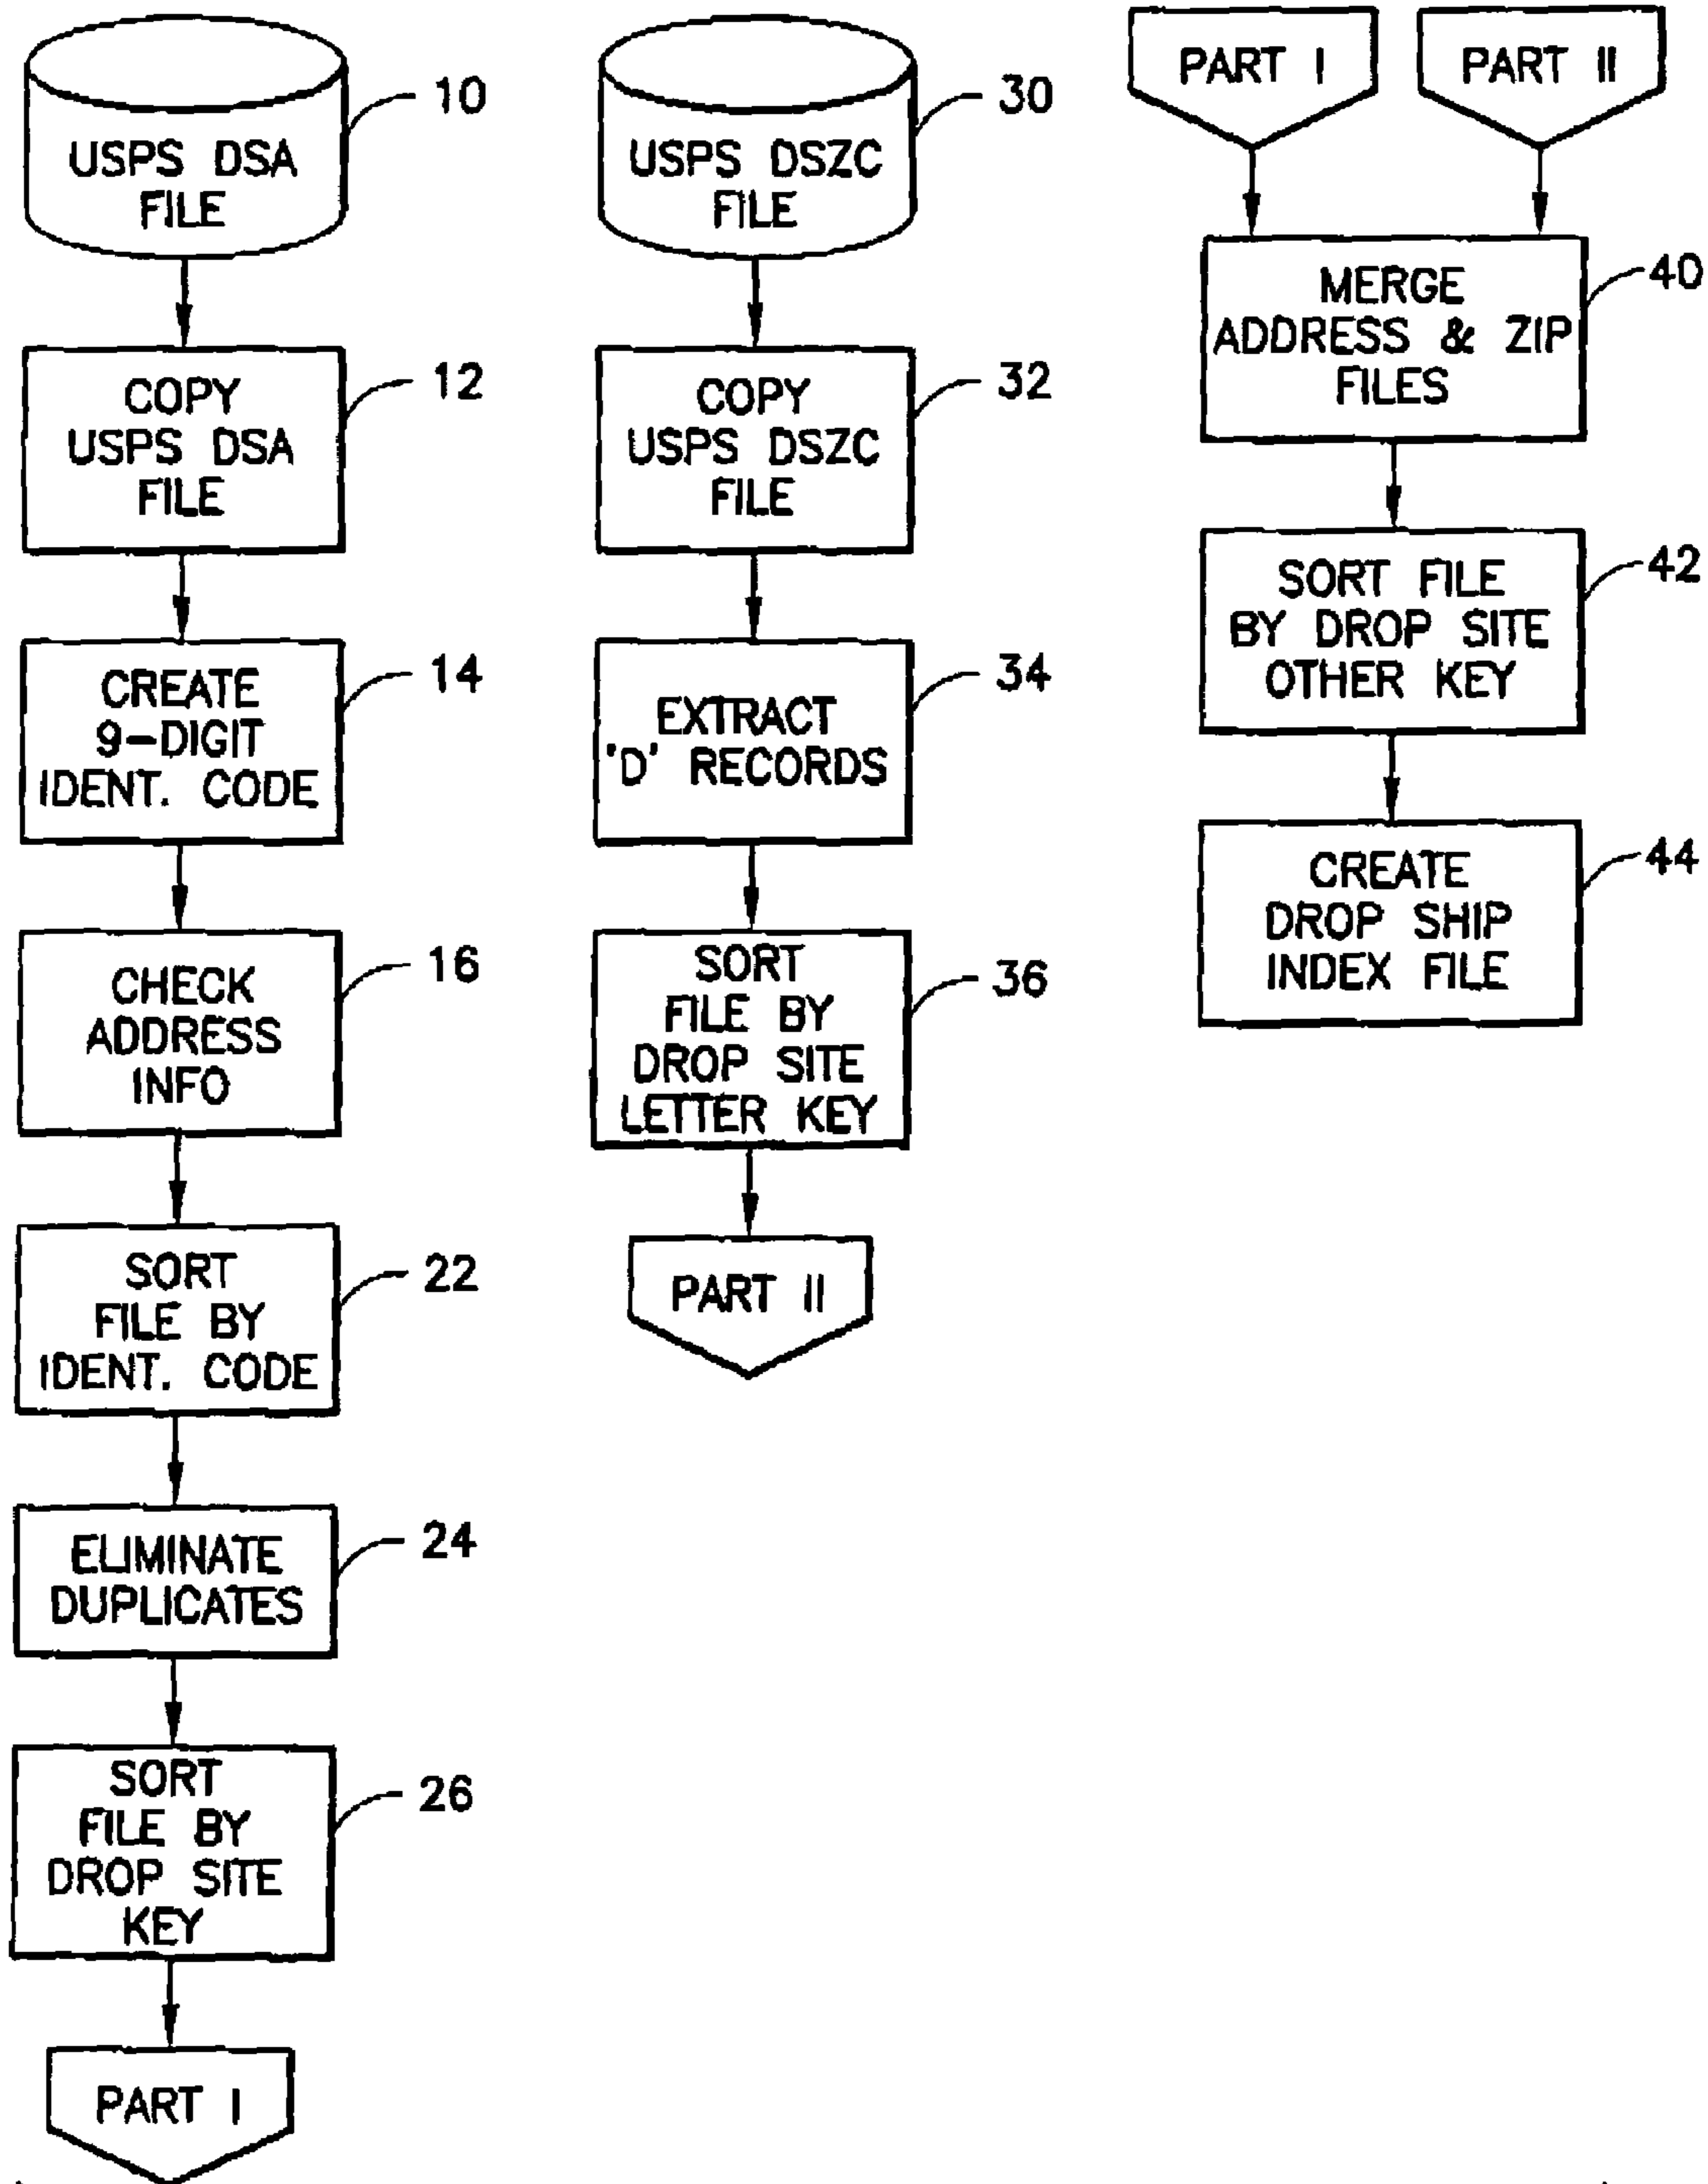 USPS DSA
FILE
10
COPY
USPS DSA
FILE
12
CREATE
9-DIGIT
IDENT. CODE
14
CHECK
ADDRESS
INFO
16
SORT
FILE BY
IDENT. CODE
22
ELIMINATE
DUPLICATES
24
SORT
FILE BY
DROP SITE
KEY
26
PART I
USPS DSZC
FILE
30
COPY
USPS DSZC
FILE
32
EXTRACT
'D' RECORDS
34
SORT
FILE BY
DROP SITE
LETTER KEY
36
PART II
PART I
PART II
MERGE
ADDRESS & ZIP
FILES
40
SORT FILE
BY DROP SITE
OTHER KEY
42
CREATE
DROP SHIP
INDEX FILE
44